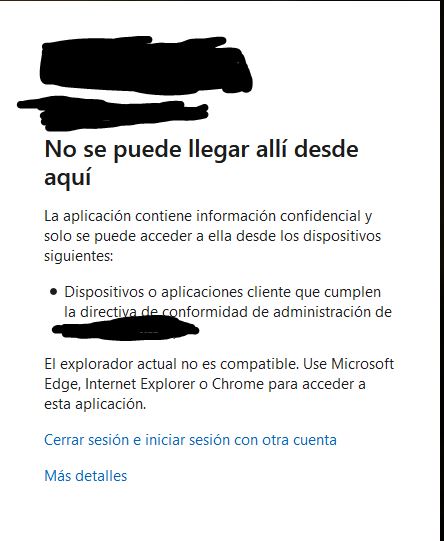 No se puede llegar allí desde
aquí
La aplicación contiene información confidencial y
solo se puede acceder a ella desde los dispositivos
siguientes:
Dispositivos o aplicaciones cliente que cumplen
la directiva de conformidad de administración de
El explorador actual no es compatible. Use Microsoft
Edge, Internet Explorer o Chrome para acceder a
esta aplicación.
Cerrar sesión e iniciar sesión con otra cuenta
Más detalles